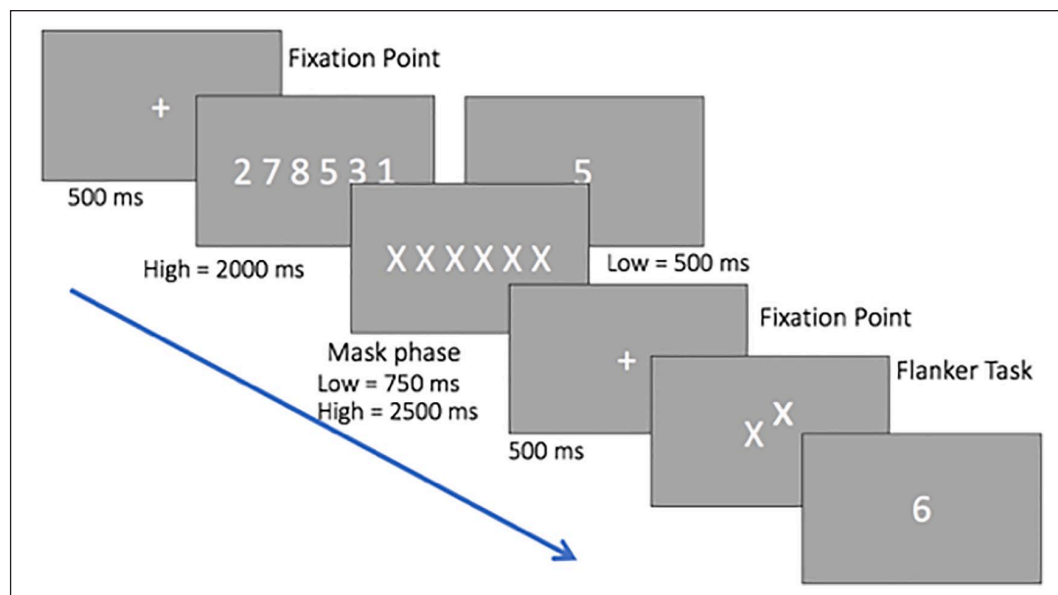 Fixation Point
+
500 ms
2 7 8 5 3 1
High = 2000 ms
5
Low = 500 ms
X X X X X X
Mask phase
Low = 750 ms
High = 2500 ms
Fixation Point
+
500 ms
Flanker Task
X
X
6